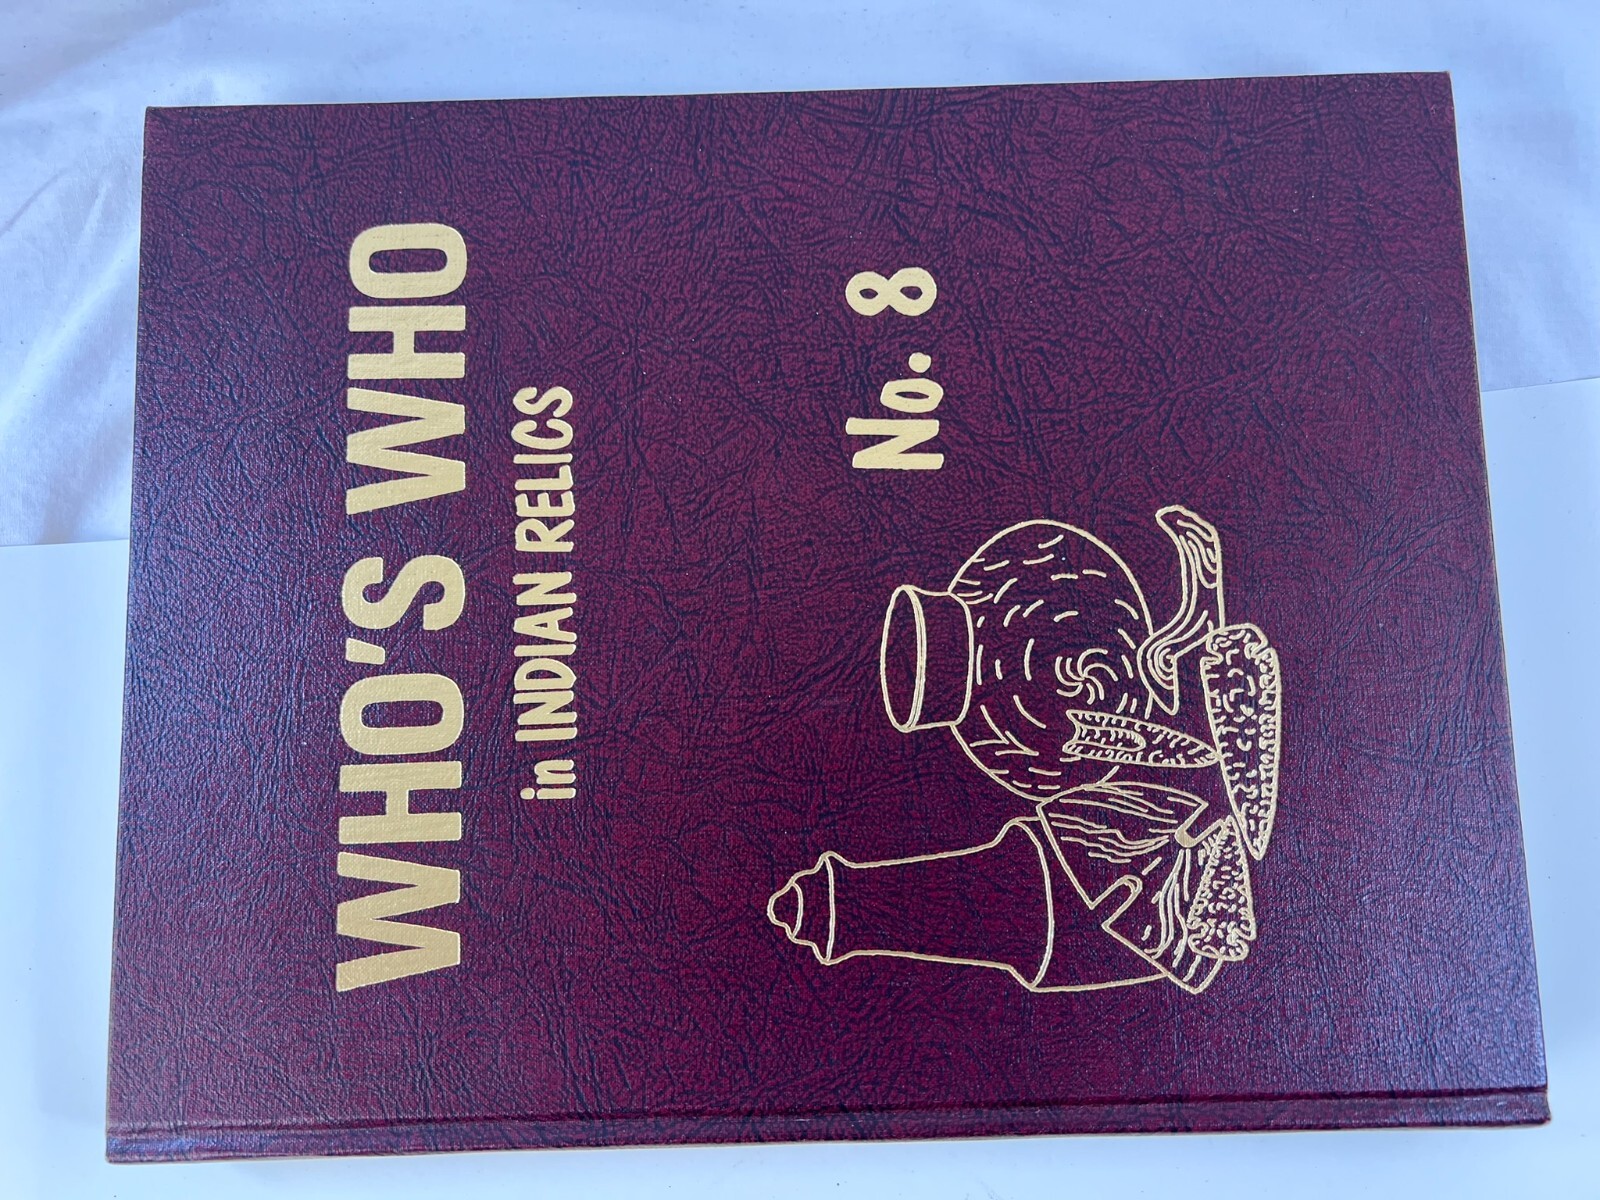 WHO'S WHO
in INDIAN RELICS
No. 8